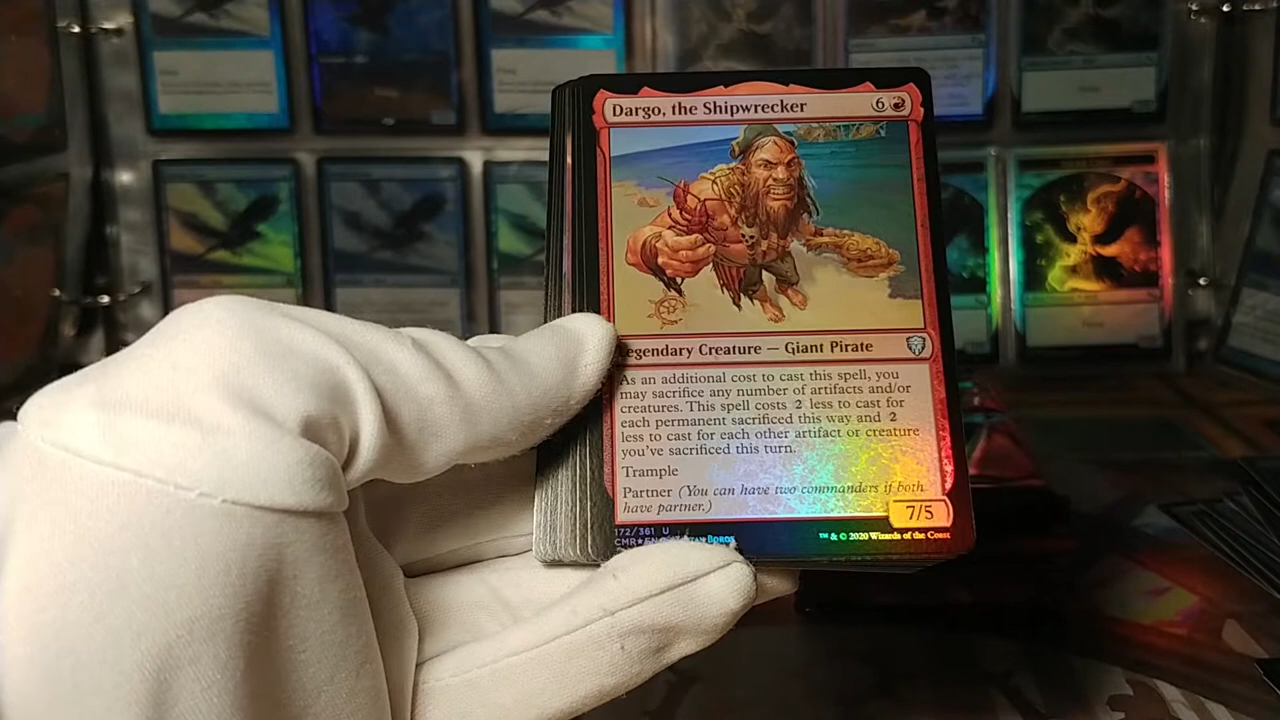 Dargo, the Shipwrecker 6
Legendary Creature — Giant Pirate
As an additional cost to cast this spell, you
may sacrifice any number of artifacts and/or
creatures. This spell costs 2 less to cast for
each permanent sacrificed this way and 2
less to cast for each other artifact or creature
you've sacrificed this turn.
Trample
Partner (You can have two commanders if both
have partner.)
7/5
172/361 U
CMR★EN Boros ™ & © 2020 Wizards of the Coast